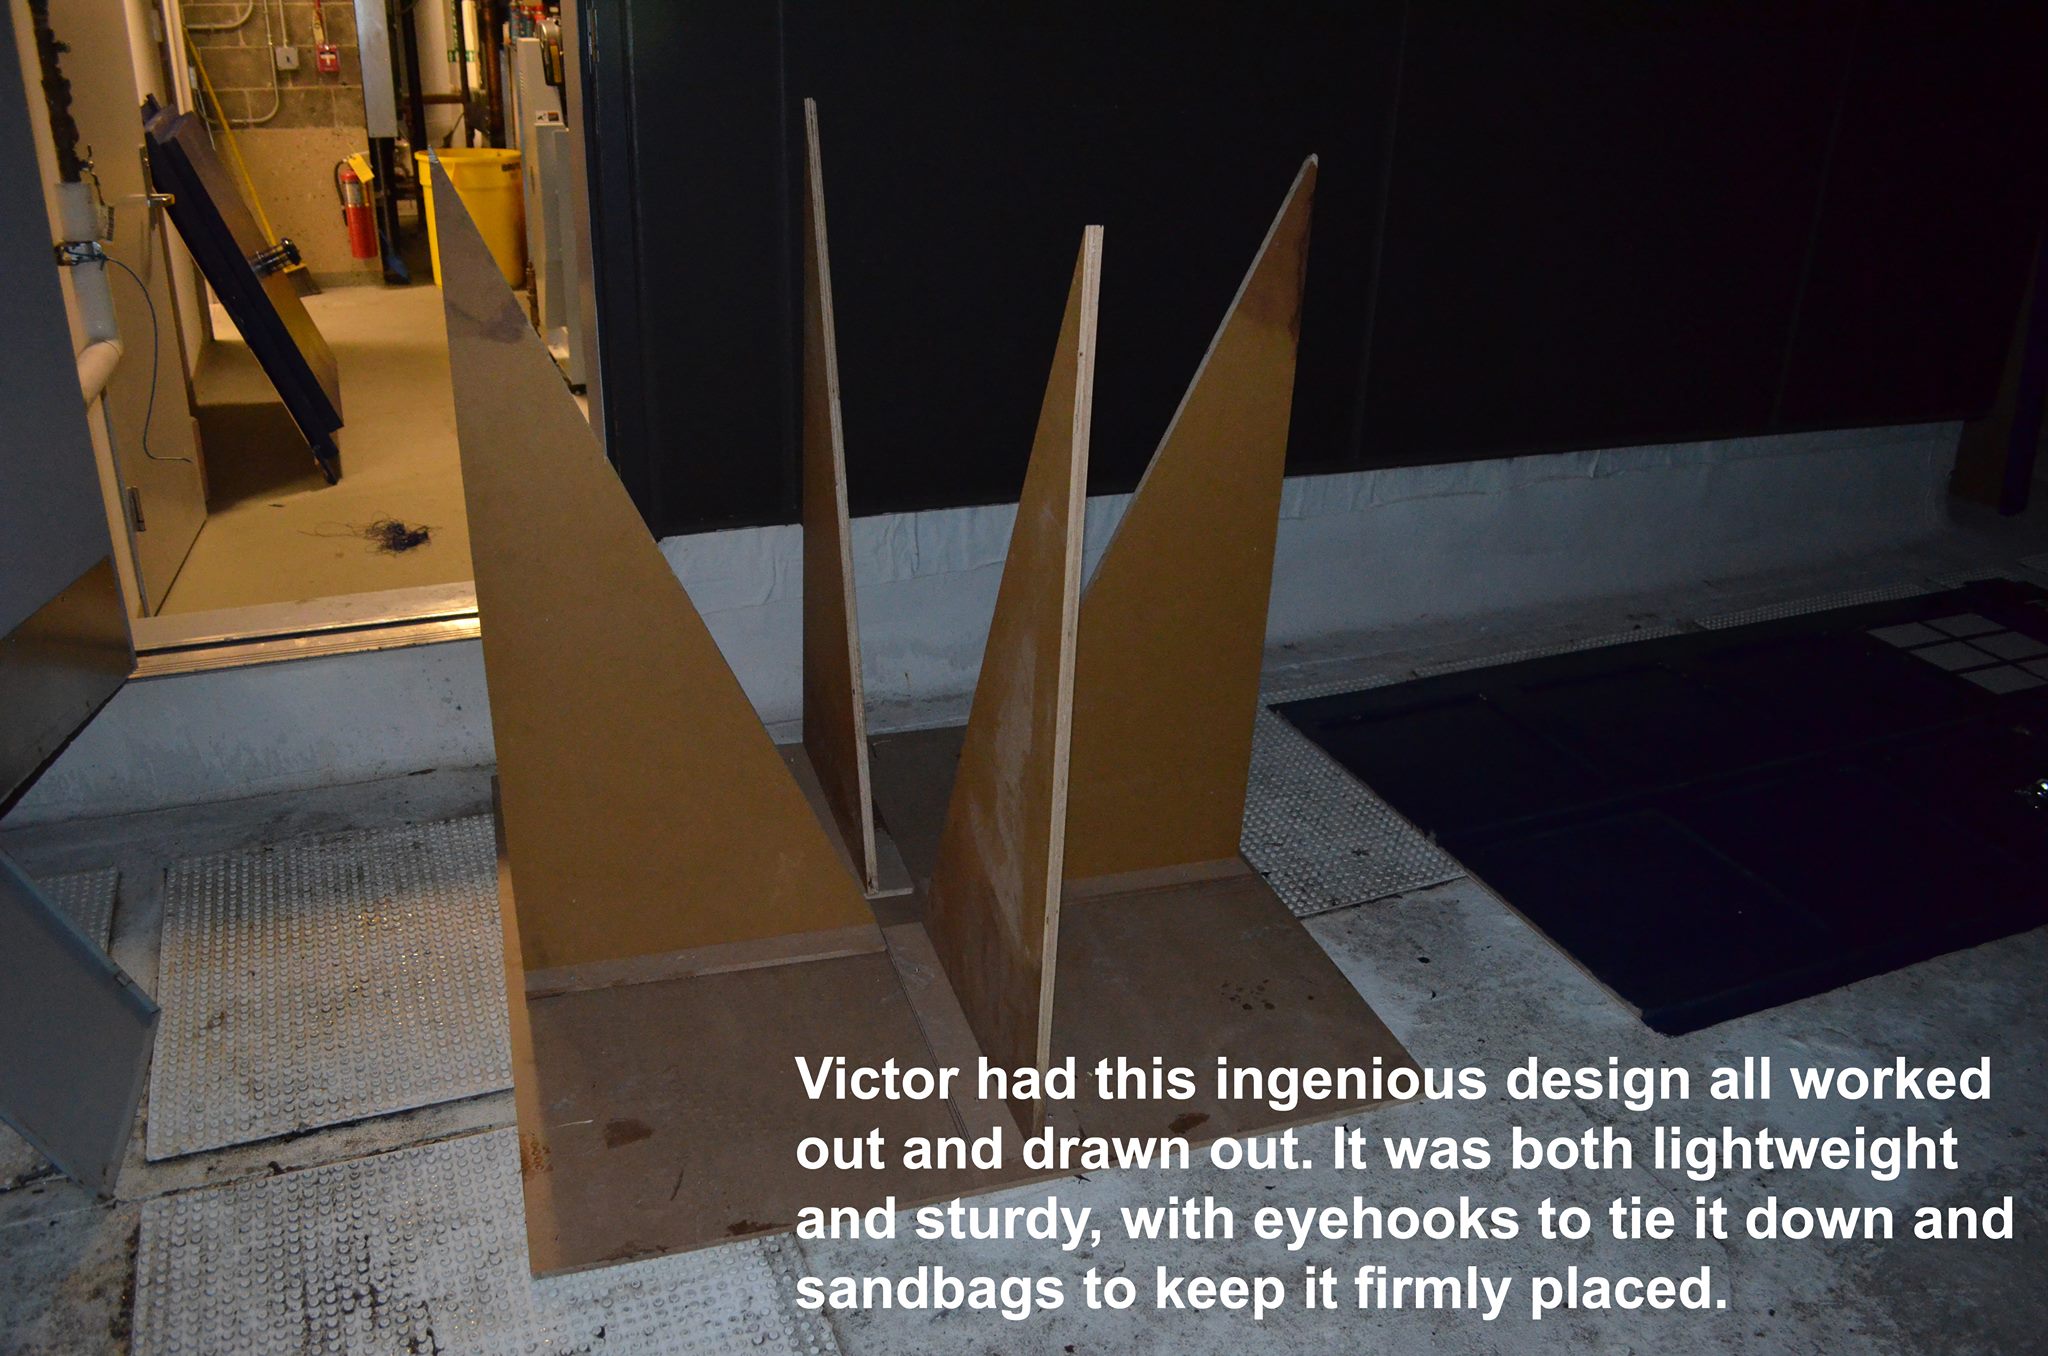 Victor had this ingenious design all worked
out and drawn out. It was both lightweight
and sturdy, with eyehooks to tie it down and
sandbags to keep it firmly placed.